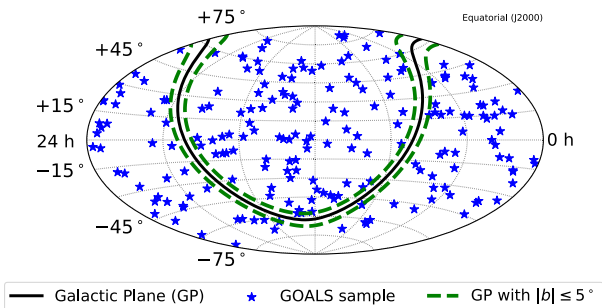 +75°
Equatorial (J2000)
+45°
+15°
24 h
0 h
−15°
−45°
−75°
Galactic Plane (GP)
GOALS sample
GP with |b| ≤ 5°